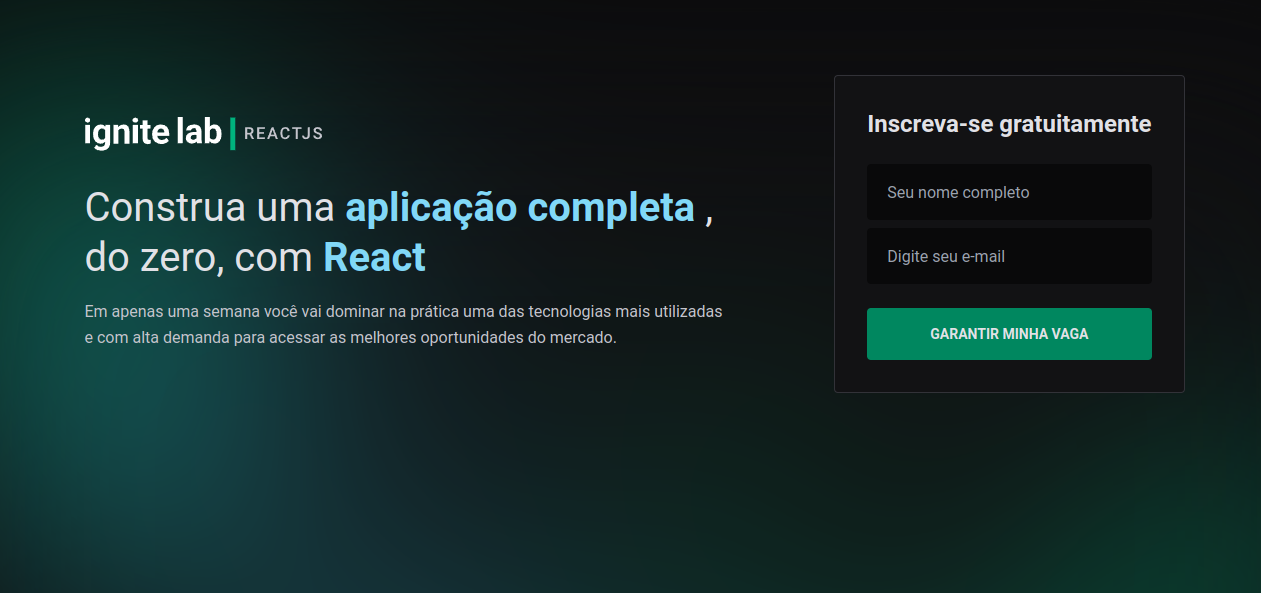 ignite lab | REACTJS
Construa uma aplicação completa ,
do zero, com React
Em apenas uma semana você vai dominar na prática uma das tecnologias mais utilizadas
e com alta demanda para acessar as melhores oportunidades do mercado.
Inscreva-se gratuitamente
Seu nome completo
Digite seu e-mail
GARANTIR MINHA VAGA